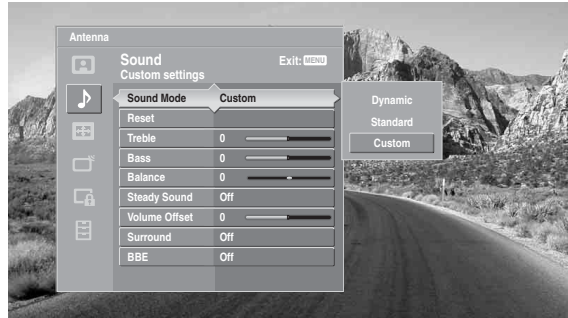 Antenna
Sound
Exit: MENU
Custom settings
Sound Mode Custom
Reset
Treble 0
Bass 0
Balance 0
Steady Sound Off
Volume Offset 0
Surround Off
BBE Off
Dynamic
Standard
Custom